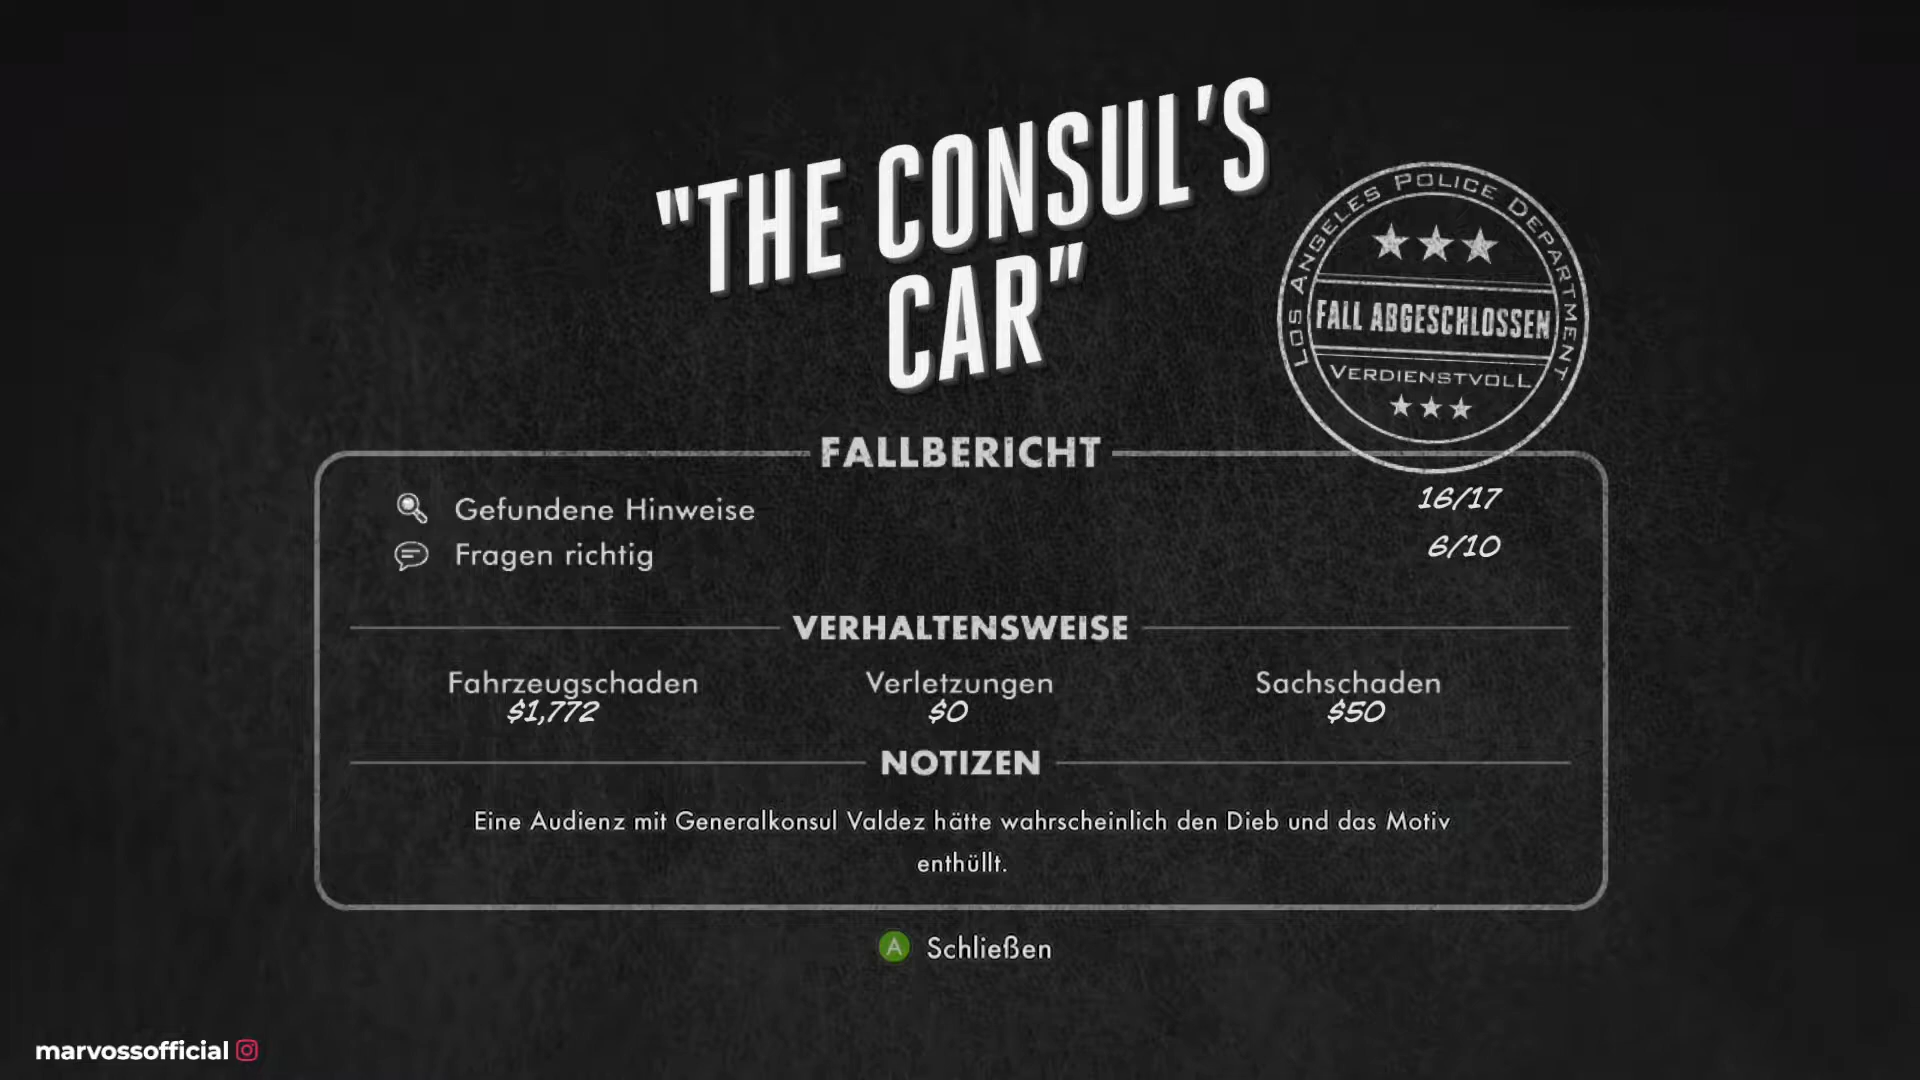 "THE CONSUL'S
CAR"
LOS ANGELES POLICE DEPARTMENT
FALL ABGESCHLOSSEN
VERDIENSTVOLL
FALLBERICHT
Gefundene Hinweise 16/17
Fragen richtig 6/10
VERHALTENSWEISE
Fahrzeugschaden Verletzungen Sachschaden
$1,772 $0 $50
NOTIZEN
Eine Audienz mit Generalkonsul Valdez hätte wahrscheinlich den Dieb und das Motiv
enthüllt.
A Schließen
marvossofficial